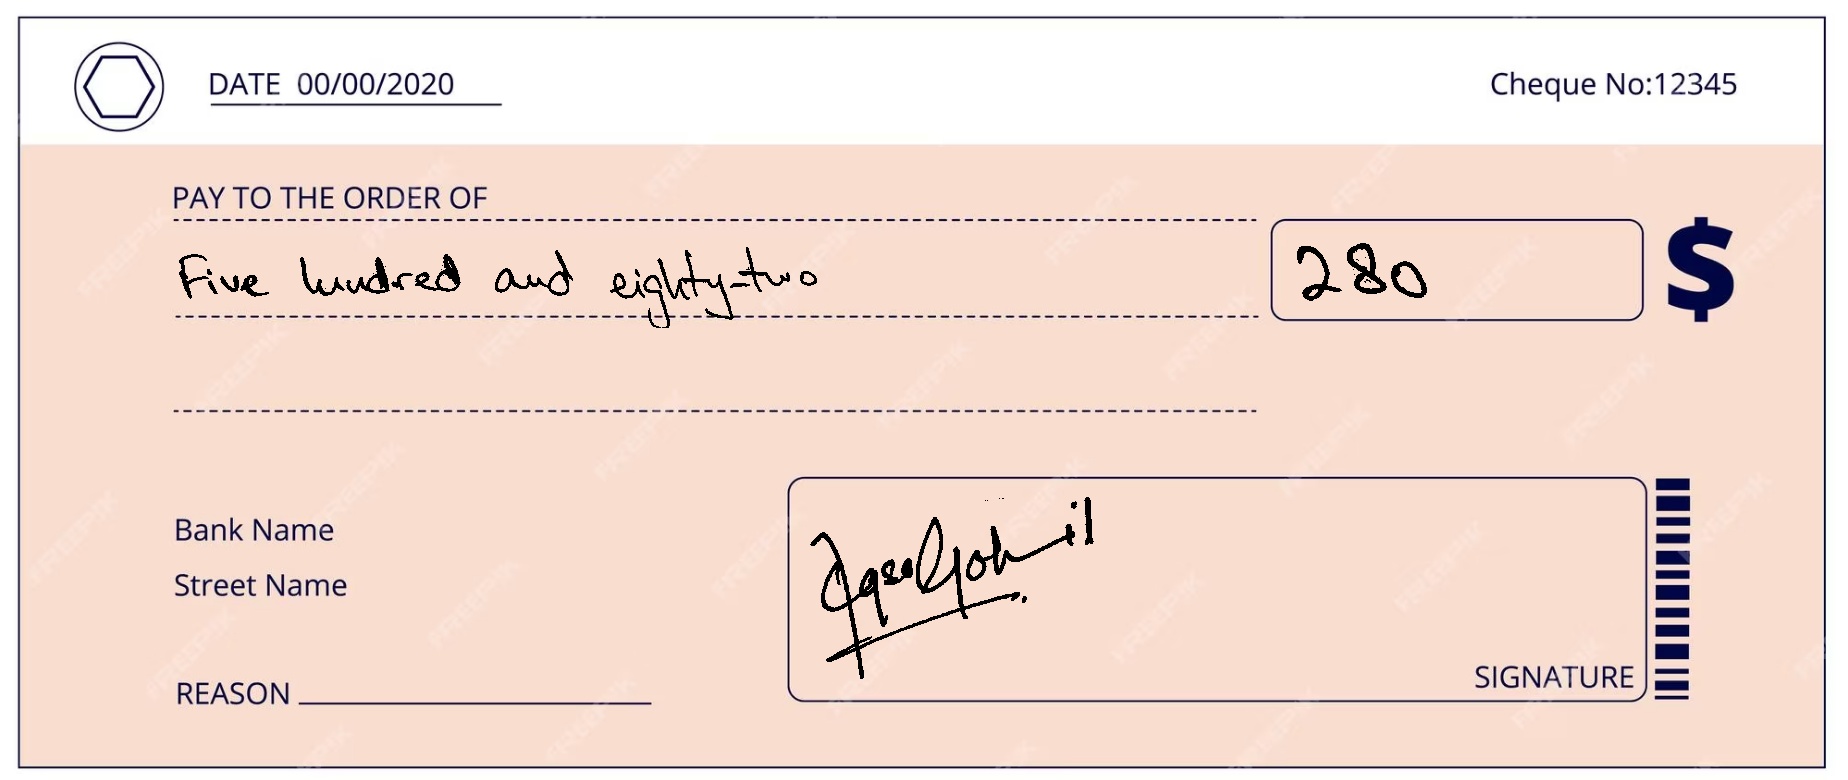 DATE 00/00/2020
Cheque No:12345
PAY TO THE ORDER OF
Five hundred and eighty-two
280
$
Bank Name
Street Name
SIGNATURE
REASON